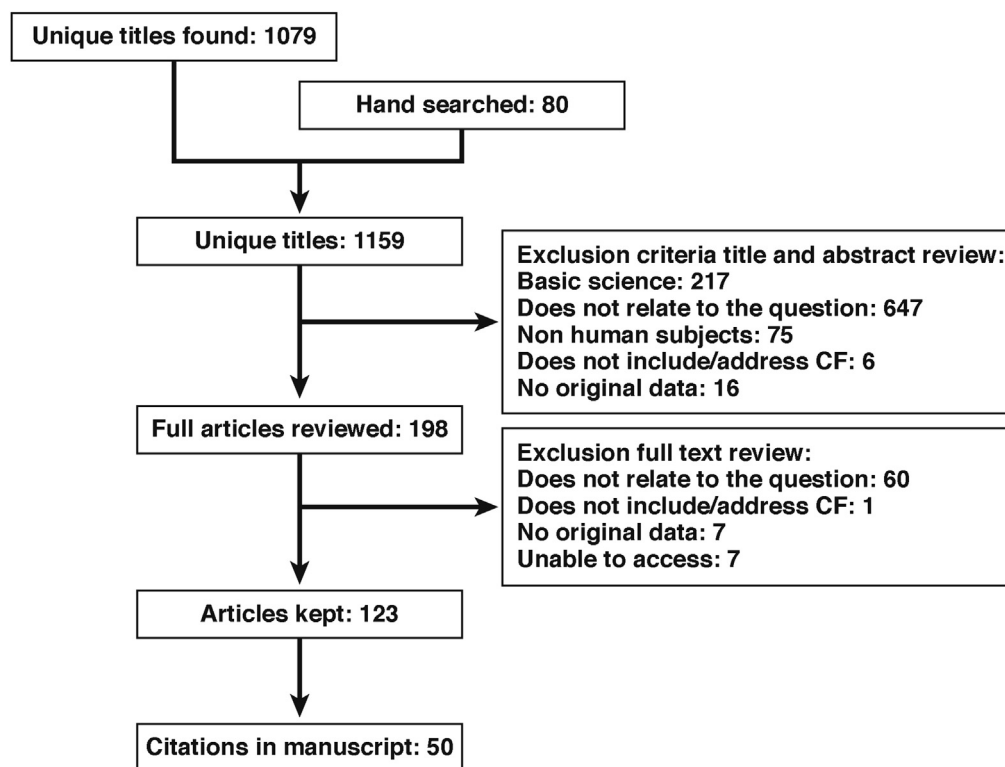 Unique titles found: 1079
Hand searched: 80
Unique titles: 1159
Exclusion criteria title and abstract review:
Basic science: 217
Does not relate to the question: 647
Non human subjects: 75
Does not include/address CF: 6
No original data: 16
Full articles reviewed: 198
Exclusion full text review:
Does not relate to the question: 60
Does not include/address CF: 1
No original data: 7
Unable to access: 7
Articles kept: 123
Citations in manuscript: 50